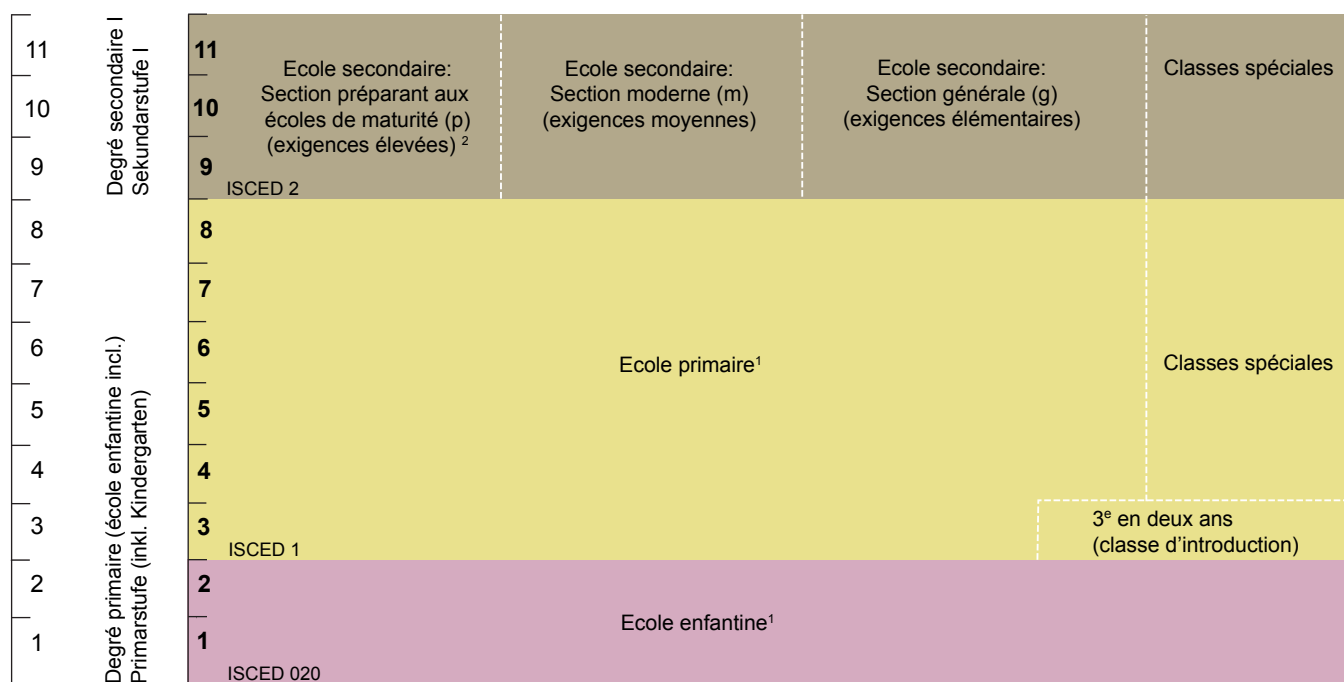 11
10
9
8
7
6
5
4
3
2
1
Degré secondaire I
Sekundarstufe I
Degré primaire (école enfantine incl.)
Primarstufe (inkl. Kindergarten)
11
10
9
8
7
6
5
4
3
2
1
Ecole secondaire:
Section préparant aux
écoles de maturité (p)
(exigences élevées) ²
ISCED 2
Ecole secondaire:
Section moderne (m)
(exigences moyennes)
Ecole secondaire:
Section générale (g)
(exigences élémentaires)
Classes spéciales
Ecole primaire¹
Classes spéciales
3ᵉ en deux ans
(classe d’introduction)
ISCED 1
Ecole enfantine¹
ISCED 020